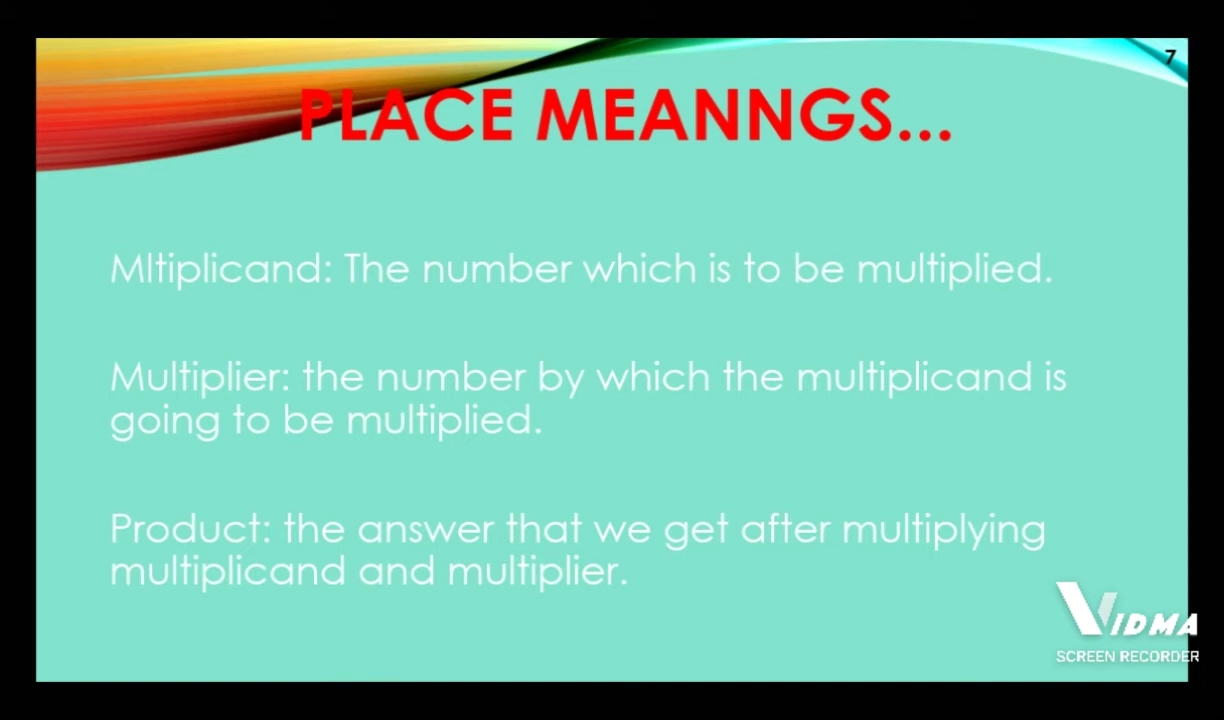 7
PLACE MEANNGS...
Mltiplicand: The number which is to be multiplied.
Multiplier: the number by which the multiplicand is
going to be multiplied.
Product: the answer that we get after multiplying
multiplicand and multiplier.
VIDMA
SCREEN RECORDER